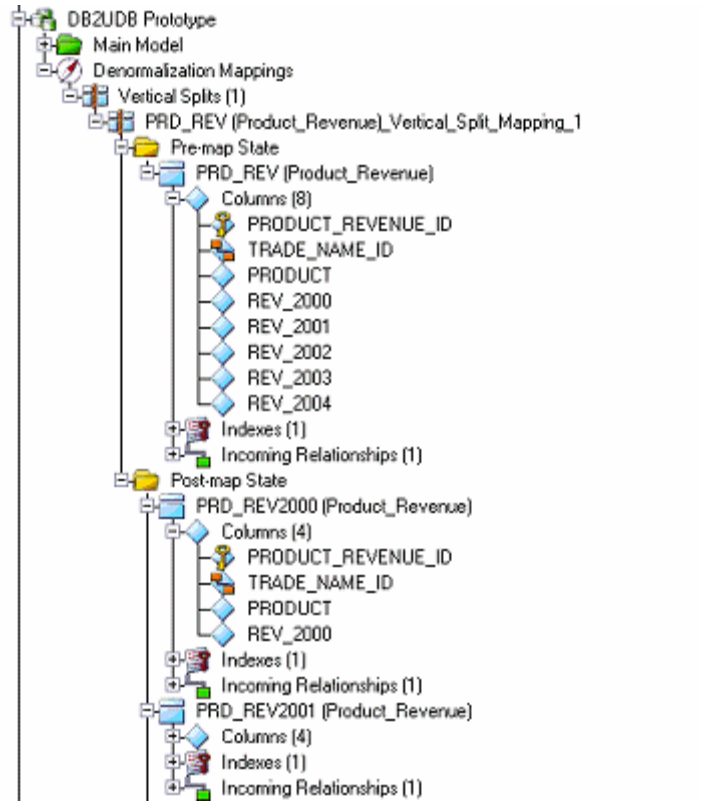 DB2UDB Prototype
Main Model
Denormalization Mappings
Vertical Splits (1)
PRD_REV (Product_Revenue)_Vertical_Split_Mapping_1
Pre-map State
PRD_REV (Product_Revenue)
Columns (8)
PRODUCT_REVENUE_ID
TRADE_NAME_ID
PRODUCT
REV_2000
REV_2001
REV_2002
REV_2003
REV_2004
Indexes (1)
Incoming Relationships (1)
Post-map State
PRD_REV2000 (Product_Revenue)
Columns (4)
PRODUCT_REVENUE_ID
TRADE_NAME_ID
PRODUCT
REV_2000
Indexes (1)
Incoming Relationships (1)
PRD_REV2001 (Product_Revenue)
Columns (4)
Indexes (1)
Incoming Relationships (1)